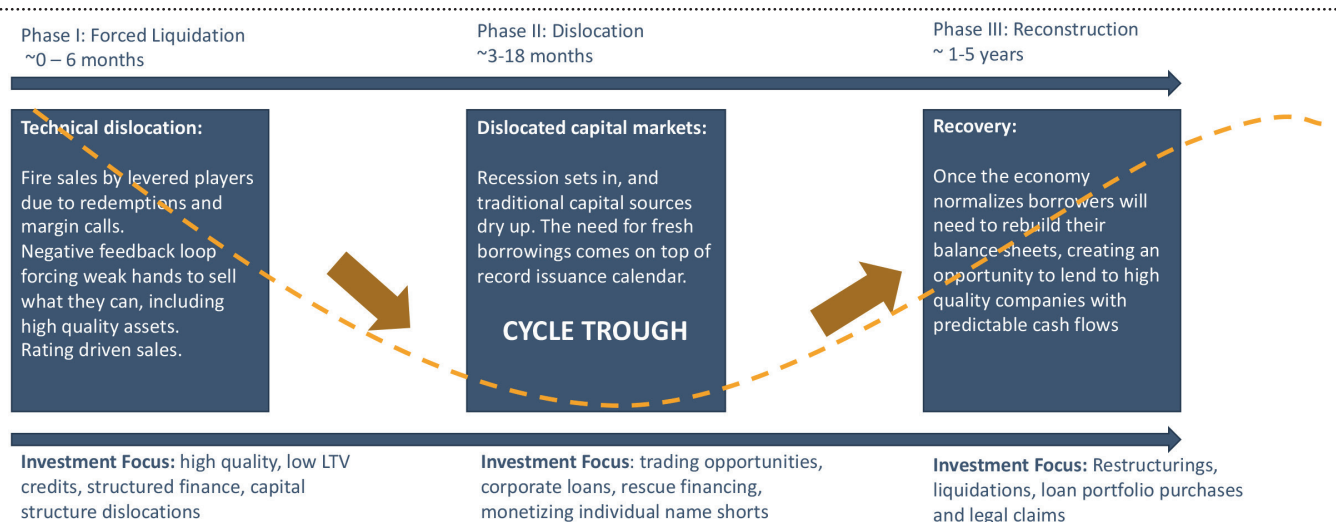 Phase I: Forced Liquidation
~0 – 6 months
Phase II: Dislocation
~3-18 months
Phase III: Reconstruction
~ 1-5 years
Technical dislocation:
Fire sales by levered players
due to redemptions and
margin calls.
Negative feedback loop
forcing weak hands to sell
what they can, including
high quality assets.
Rating driven sales.
Dislocated capital markets:
Recession sets in, and
traditional capital sources
dry up. The need for fresh
borrowings comes on top of
record issuance calendar.
CYCLE TROUGH
Recovery:
Once the economy
normalizes borrowers will
need to rebuild their
balance sheets, creating an
opportunity to lend to high
quality companies with
predictable cash flows
Investment Focus: high quality, low LTV
credits, structured finance, capital
structure dislocations
Investment Focus: trading opportunities,
corporate loans, rescue financing,
monetizing individual name shorts
Investment Focus: Restructurings,
liquidations, loan portfolio purchases
and legal claims